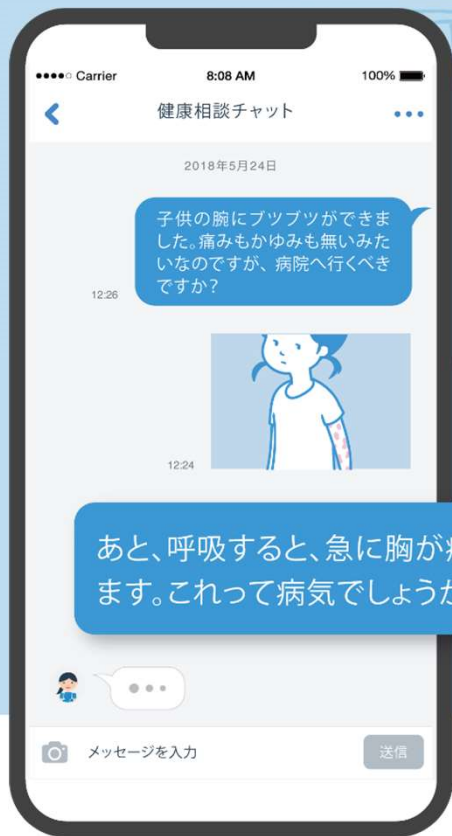 Carrier
8:08 AM
100%
健康相談チャット
2018年5月24日
子供の腕にブツブツができま
した。痛みもかゆみも無いみた
いなのですが、病院へ行くべき
ですか?
12:26
12:24
あと、呼吸すると、急に胸が
ます。これって病気でしょうか
メッセージを入力
送信